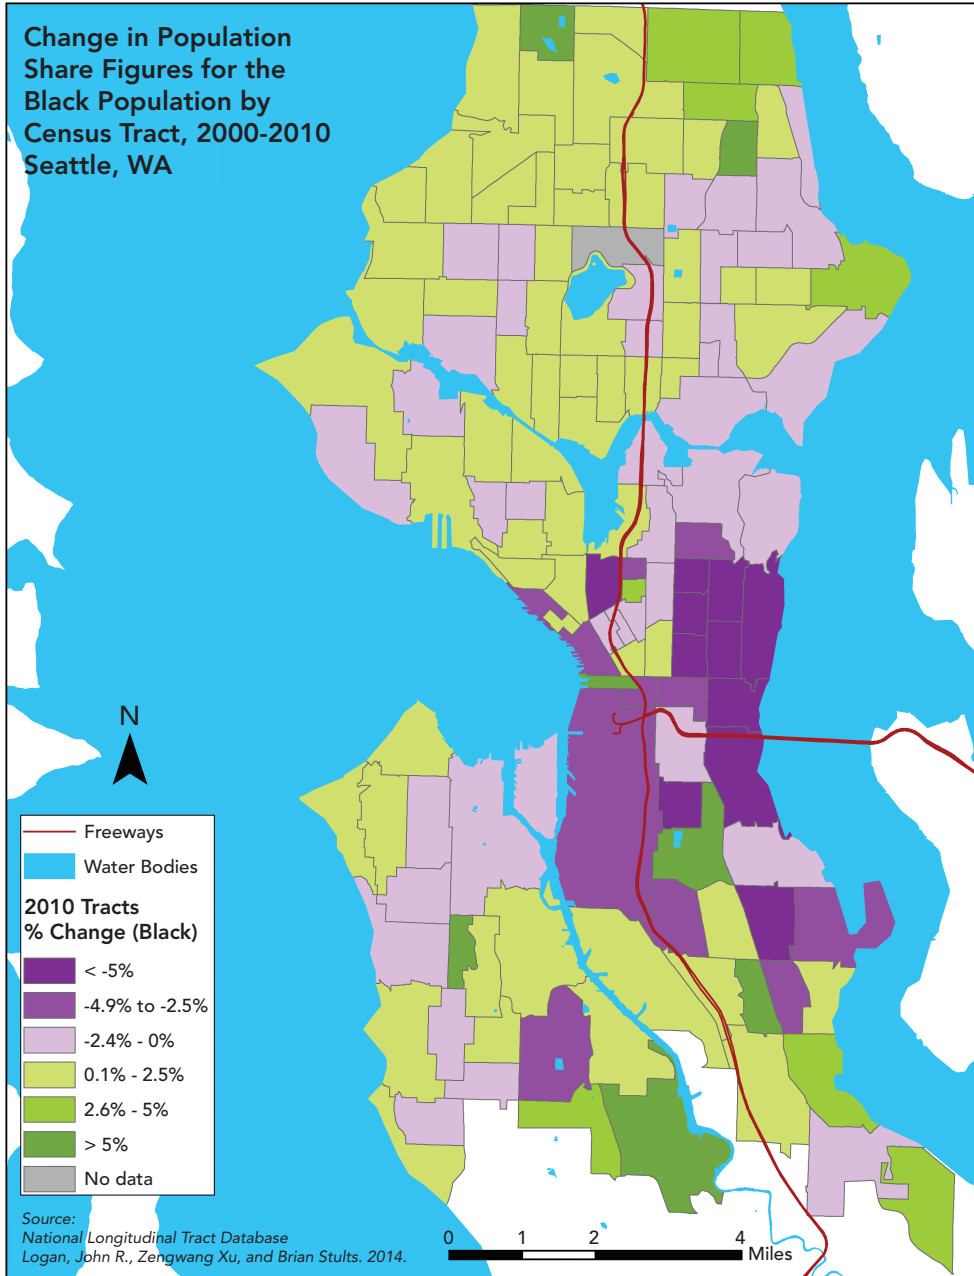 Change in Population
Share Figures for the
Black Population by
Census Tract, 2000-2010
Seattle, WA
N
Freeways
Water Bodies
2010 Tracts
% Change (Black)
< -5%
-4.9% to -2.5%
-2.4% - 0%
0.1% - 2.5%
2.6% - 5%
> 5%
No data
Source:
National Longitudinal Tract Database
Logan, John R., Zengwang Xu, and Brian Stults. 2014.
0 1 2 4
Miles